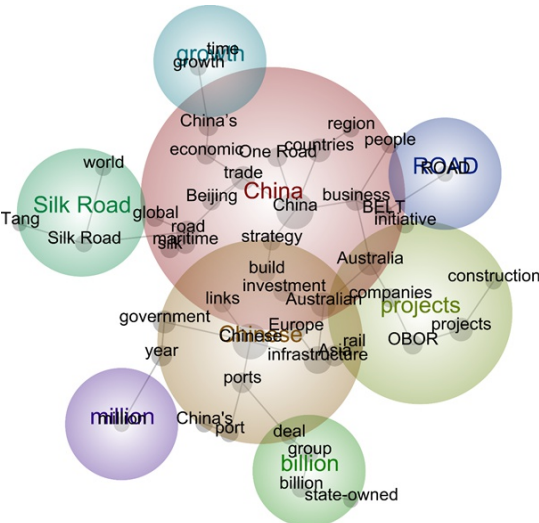 time
growth
growth
China's
region
economic
One Road
countries
people
world
trade
ROAD
ROAD
China
Silk Road
Beijing
business
China
BELT
Tang
global
initiative
road
Silk Road
maritime
silk
strategy
Australia
build
construction
investment
links
Australian
companies
projects
government
Europe
projects
Chinese
Chinese
rail
OBOR
year
infrastructure
Asia
ports
million
million
China's
port
deal
group
billion
billion
state-owned